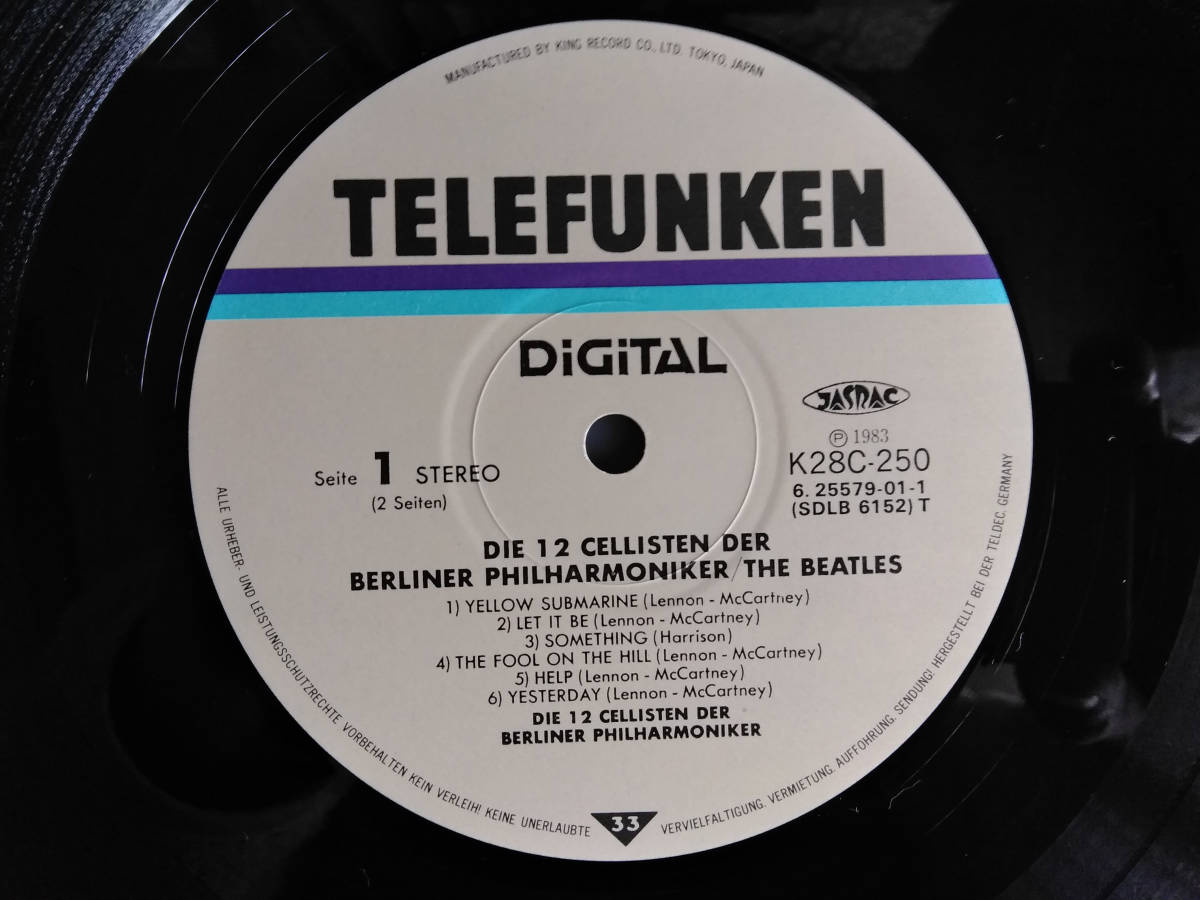 MANUFACTURED BY KING RECORD CO., LTD. TOKYO, JAPAN
TELEFUNKEN
DiGiTAL
JASRAC
℗ 1983
K28C-250
6. 25579-01-1
(SDLB 6152) T
Seite 1 STEREO
(2 Seiten)
DIE 12 CELLISTEN DER
BERLINER PHILHARMONIKER/THE BEATLES
1) YELLOW SUBMARINE (Lennon - McCartney)
2) LET IT BE (Lennon - McCartney)
3) SOMETHING (Harrison)
4) THE FOOL ON THE HILL (Lennon - McCartney)
5) HELP (Lennon - McCartney)
6) YESTERDAY (Lennon - McCartney)
DIE 12 CELLISTEN DER
BERLINER PHILHARMONIKER
33
ALLE URHEBER- UND LEISTUNGSSCHUTZRECHTE VORBEHALTEN KEIN VERLEIH! KEINE UNERLAUBTE VERVIELFALTIGUNG. VERMIETUNG. AUFFOHRUNG. SENDUNG! HERGESTELLT BEI DER TELDEC. GERMANY